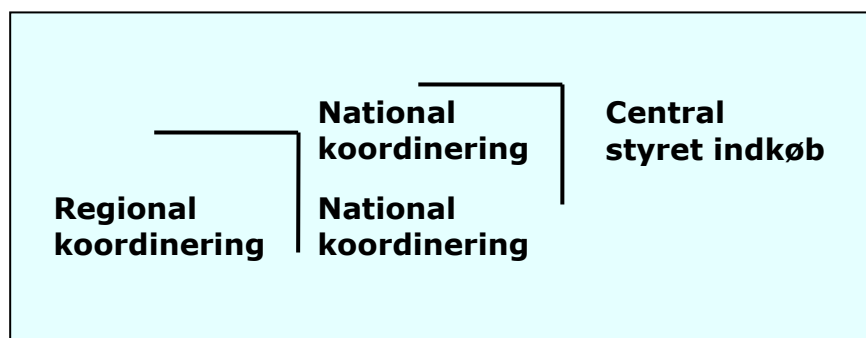 National
koordinering
Central
styret indkøb
Regional
koordinering
National
koordinering